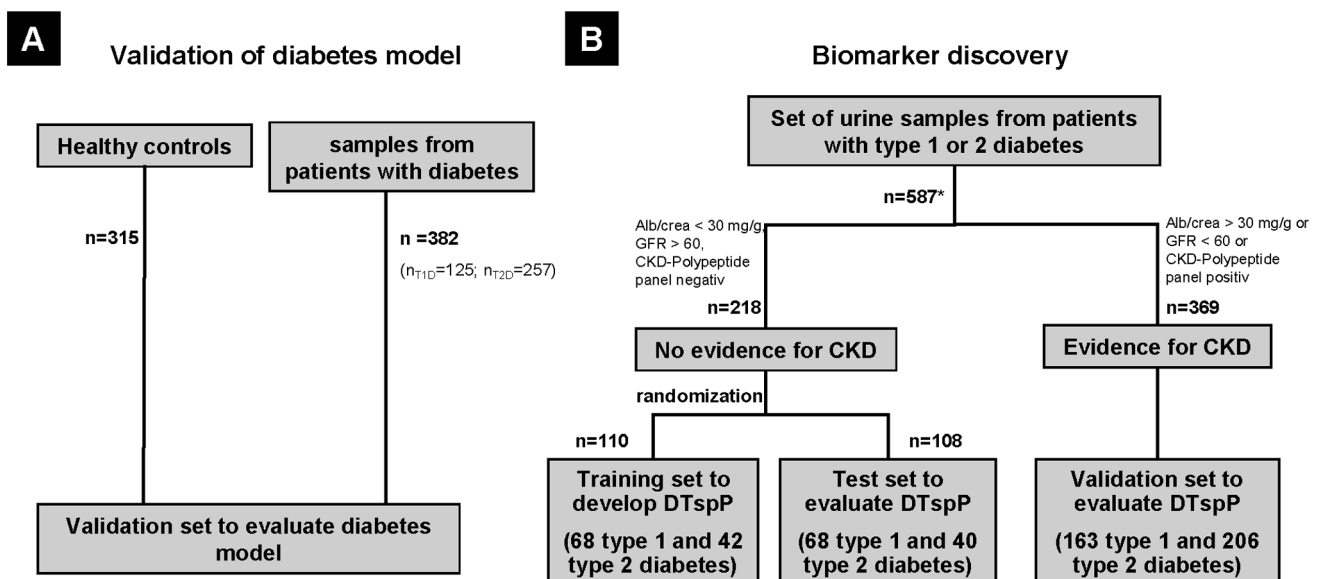 A
Validation of diabetes model
Healthy controls
samples from
patients with diabetes
n=315
n =382
(nT1D=125; nT2D=257)
Validation set to evaluate diabetes
model
B
Biomarker discovery
Set of urine samples from patients
with type 1 or 2 diabetes
n=587*
Alb/crea < 30 mg/g,
GFR > 60,
CKD-Polypeptide
panel negativ
n=218
Alb/crea > 30 mg/g or
GFR < 60 or
CKD-Polypeptide
panel positiv
n=369
No evidence for CKD
Evidence for CKD
randomization
n=110
n=108
Training set to
develop DTspP
(68 type 1 and 42
type 2 diabetes)
Test set to
evaluate DTspP
(68 type 1 and 40
type 2 diabetes)
Validation set to
evaluate DTspP
(163 type 1 and 206
type 2 diabetes)